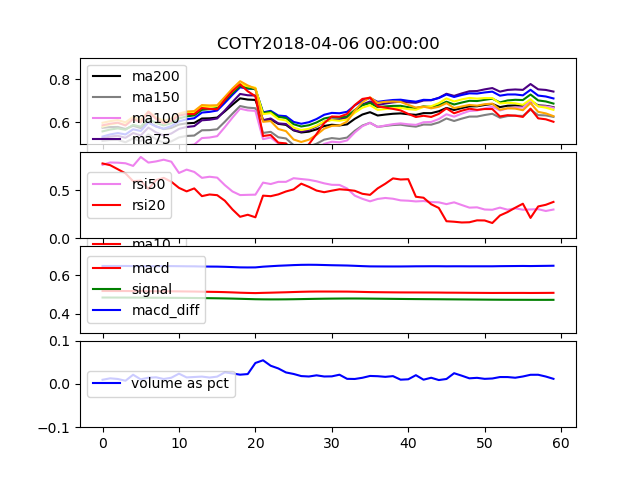 COTY2018-04-06 00:00:00
0.8
0.6
ma200
ma150
ma100
ma75
0.5
0.0
rsi50
rsi20
ma10
0.6
0.4
macd
signal
macd_diff
0.1
0.0
−0.1
volume as pct
0 10 20 30 40 50 60